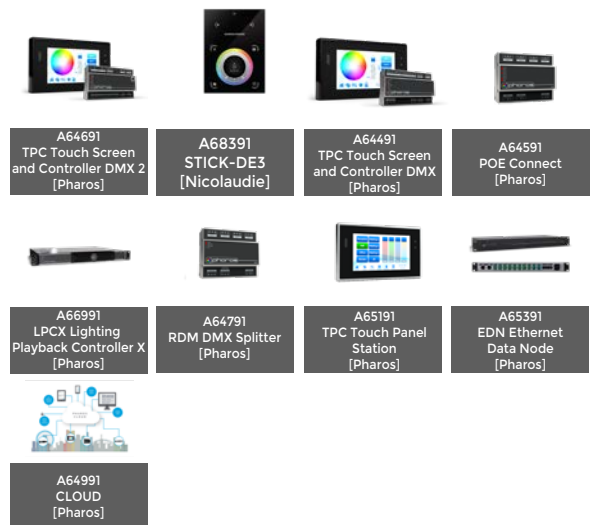 A64691
TPC Touch Screen
and Controller DMX 2
[Pharos]
A68391
STICK-DE3
[Nicolaudie]
A64491
TPC Touch Screen
and Controller DMX
[Pharos]
A64591
POE Connect
[Pharos]
A66991
LPCX Lighting
Playback Controller X
[Pharos]
A64791
RDM DMX Splitter
[Pharos]
A65191
TPC Touch Panel
Station
[Pharos]
A65391
EDN Ethernet
Data Node
[Pharos]
A64991
CLOUD
[Pharos]